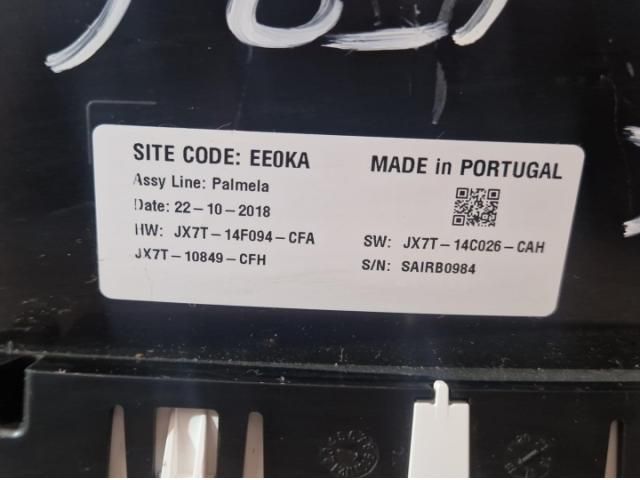 SITE CODE: EE0KA
MADE in PORTUGAL
Assy Line: Palmela
Date: 22-10-2018
HW: JX7T-14F094-CFA
SW: JX7T-14C026-CAH
JX7T-10849-CFH
S/N: SAIRB0984